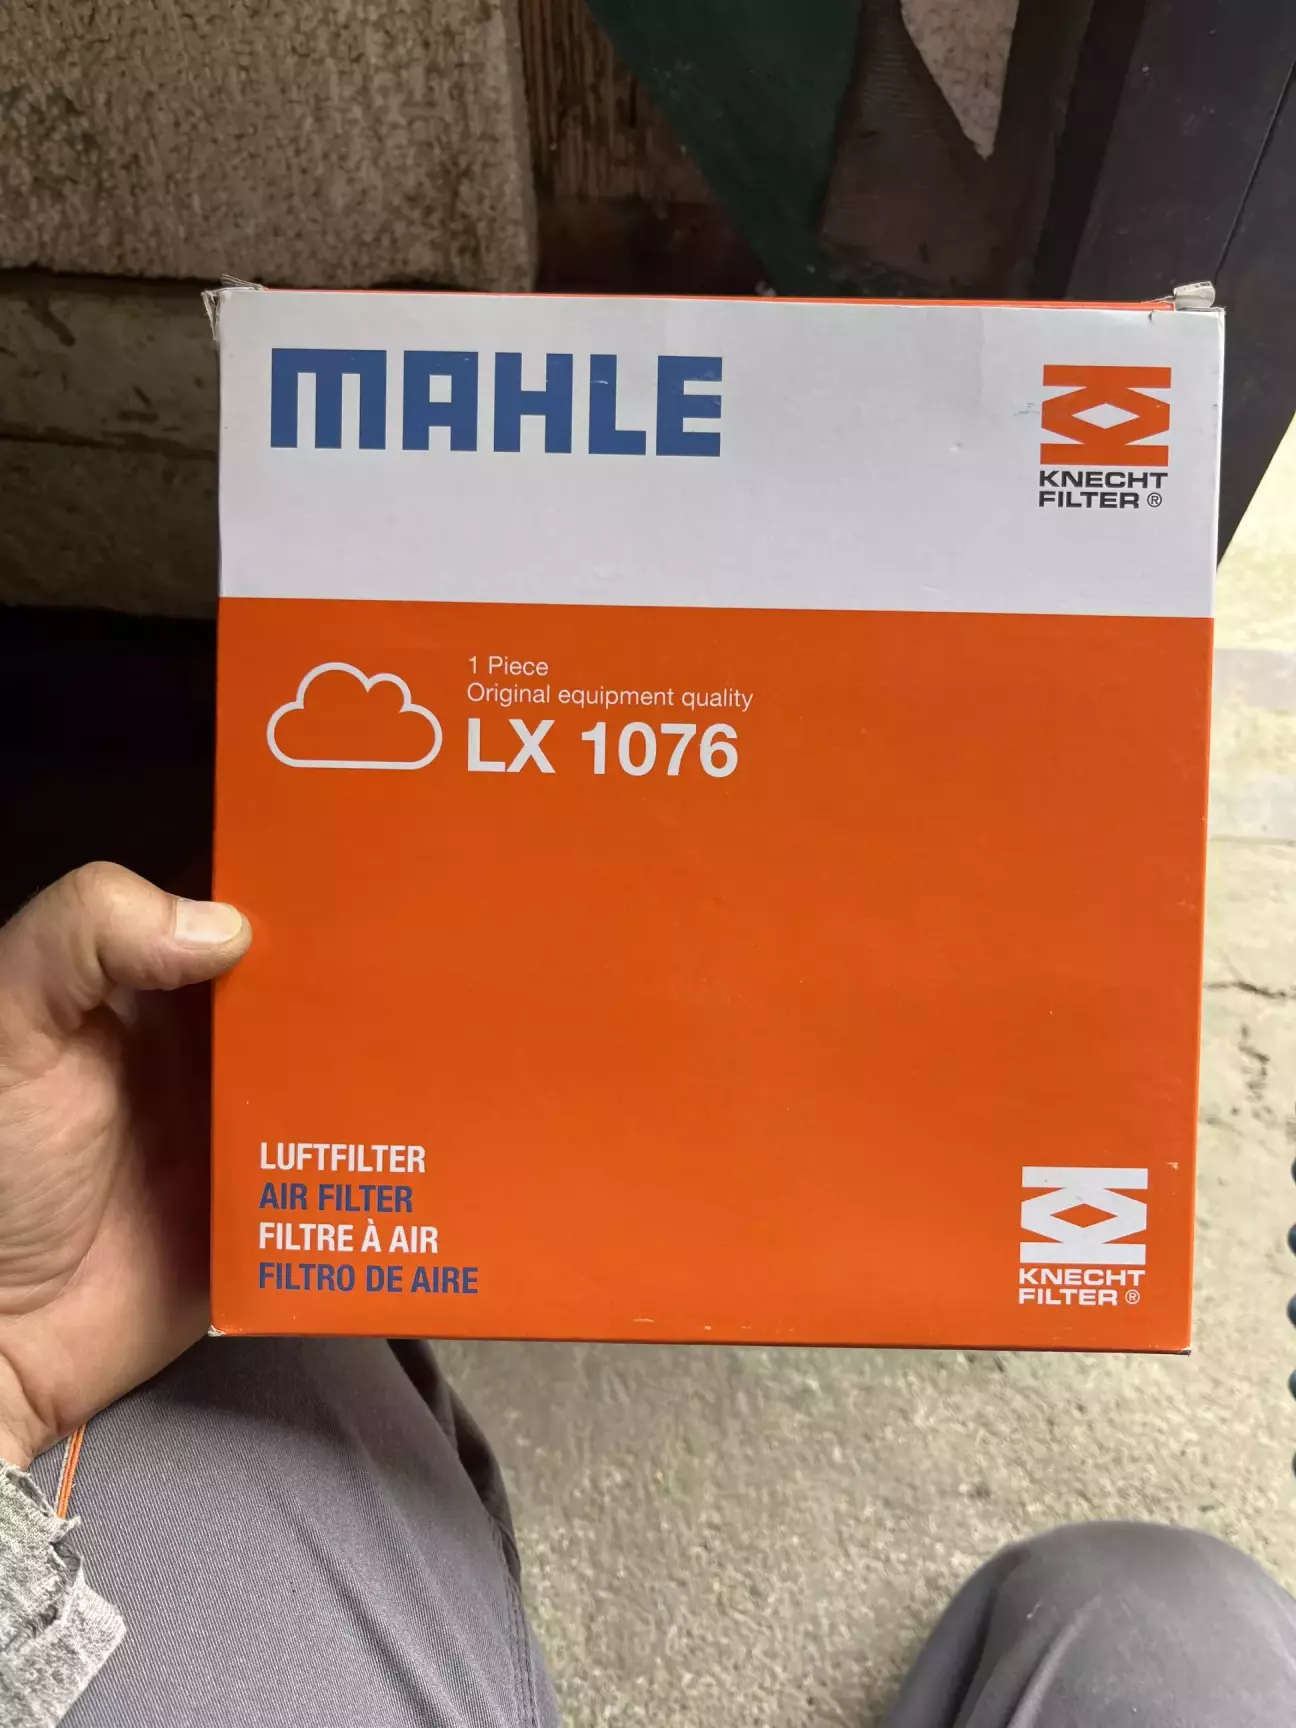 MAHLE
KNECHT
FILTER ®
1 Piece
Original equipment quality
LX 1076
LUFTFILTER
AIR FILTER
FILTRE À AIR
FILTRO DE AIRE
KNECHT
FILTER ®